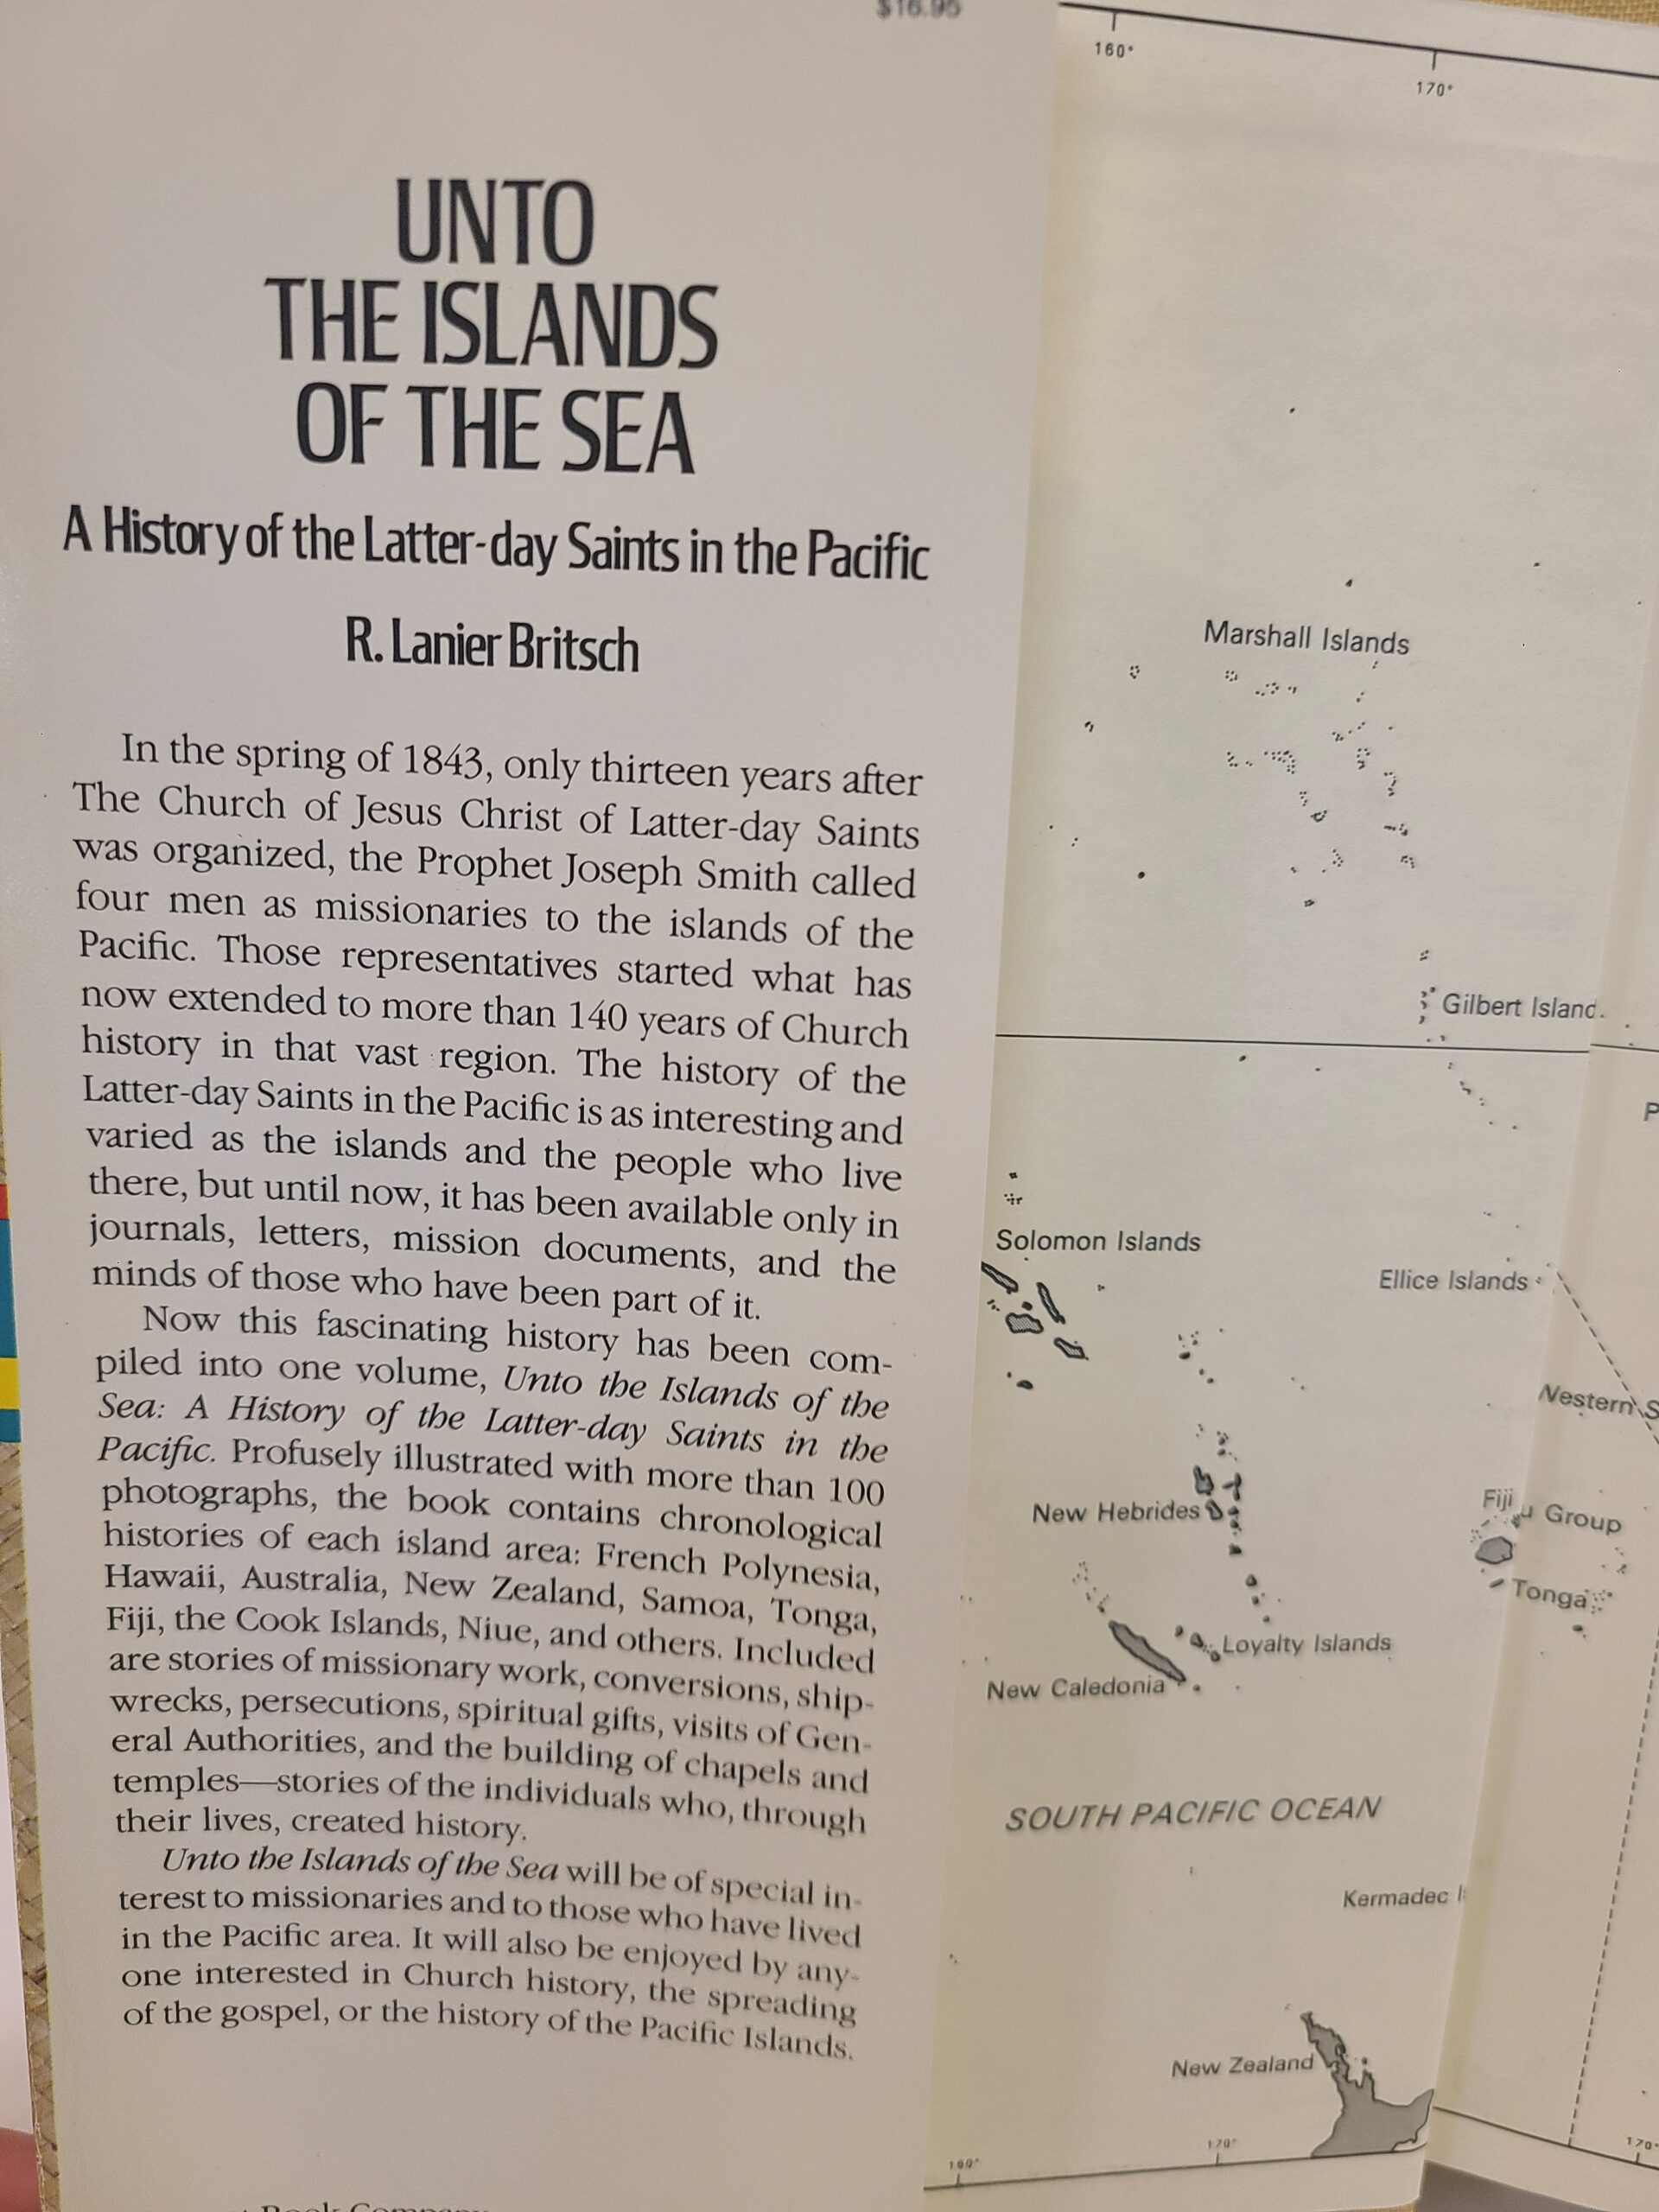 $16.95
UNTO
THE ISLANDS
OF THE SEA
A History of the Latter-day Saints in the Pacific
R. Lanier Britsch
In the spring of 1843, only thirteen years after
The Church of Jesus Christ of Latter-day Saints
was organized, the Prophet Joseph Smith called
four men as missionaries to the islands of the
Pacific. Those representatives started what has
now extended to more than 140 years of Church
history in that vast region. The history of the
Latter-day Saints in the Pacific is as interesting and
varied as the islands and the people who live
there, but until now, it has been available only in
journals, letters, mission documents, and the
minds of those who have been part of it.
Now this fascinating history has been com-
piled into one volume, Unto the Islands of the
Sea: A History of the Latter-day Saints in the
Pacific. Profusely illustrated with more than 100
photographs, the book contains chronological
histories of each island area: French Polynesia,
Hawaii, Australia, New Zealand, Samoa, Tonga,
Fiji, the Cook Islands, Niue, and others. Included
are stories of missionary work, conversions, ship-
wrecks, persecutions, spiritual gifts, visits of Gen-
eral Authorities, and the building of chapels and
temples—stories of the individuals who, through
their lives, created history.
Unto the Islands of the Sea will be of special in-
terest to missionaries and to those who have lived
in the Pacific area. It will also be enjoyed by any-
one interested in Church history, the spreading
of the gospel, or the history of the Pacific Islands.
Book Company
160°
170°
Marshall Islands
Gilbert Island
P
Solomon Islands
Ellice Islands
Western S
New Hebrides
Fiji
u Group
Tonga
Loyalty Islands
New Caledonia
SOUTH PACIFIC OCEAN
Kermadec I
New Zealand
160°
170°
170°